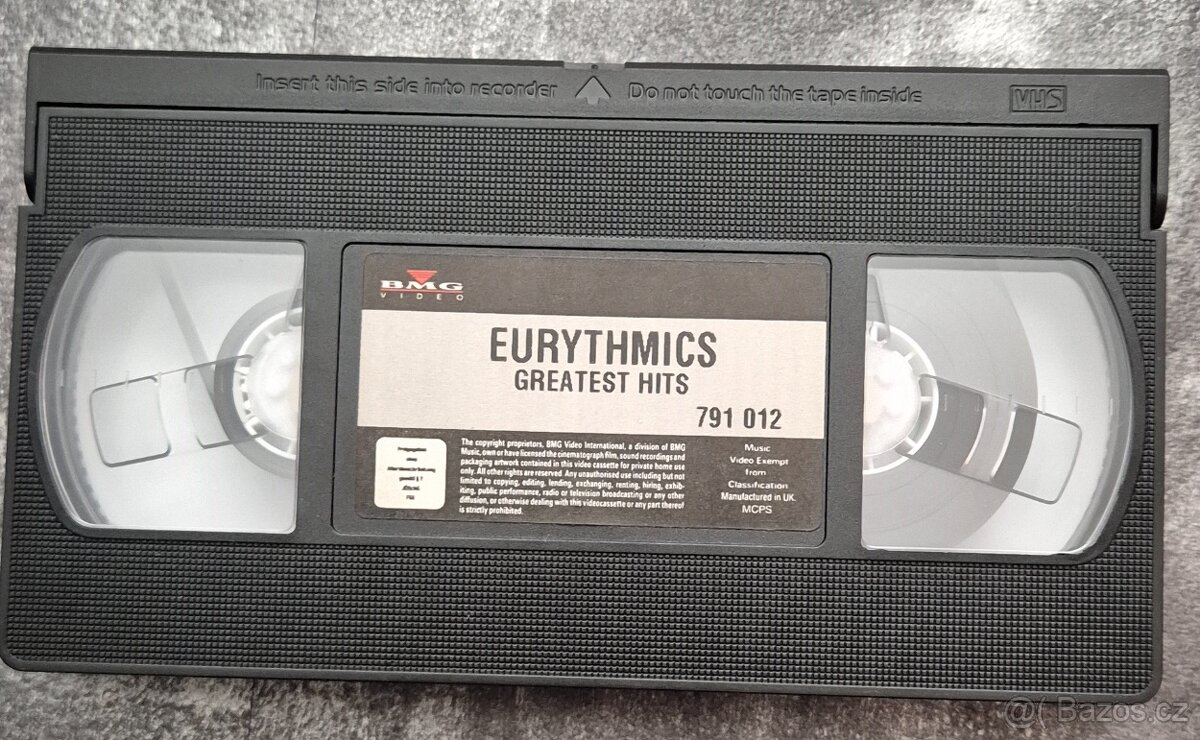 Insert this side into recorder
Do not touch the tape inside
VHS
BMG
VIDEO
EURYTHMICS
GREATEST HITS
791 012
The copyright proprietors, BMG Video International, a division of BMG
Music, own or have licensed the cinematograph film, sound recordings and
packaging artwork contained in this video cassette for private home use
only. All other rights are reserved. Any unauthorised use including but not
limited to copying, editing, lending, exchanging, renting, hiring, exhib-
iting, public performance, radio or television broadcasting or any other
diffusion, or otherwise dealing with this videocassette or any part thereof
is strictly prohibited.
Music
Video Exempt
from
Classification
Manufactured in UK.
MCPS
Bazos.cz